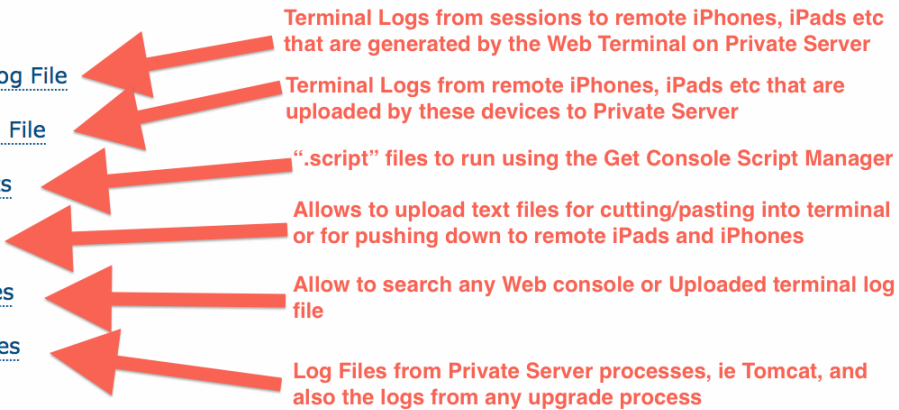 Terminal Logs from sessions to remote iPhones, iPads etc
that are generated by the Web Terminal on Private Server
File
Terminal Logs from remote iPhones, iPads etc that are
uploaded by these devices to Private Server
File
“.script” files to run using the Get Console Script Manager
Allows to upload text files for cutting/pasting into terminal
or for pushing down to remote iPads and iPhones
Allow to search any Web console or Uploaded terminal log
file
Log Files from Private Server processes, ie Tomcat, and
also the logs from any upgrade process